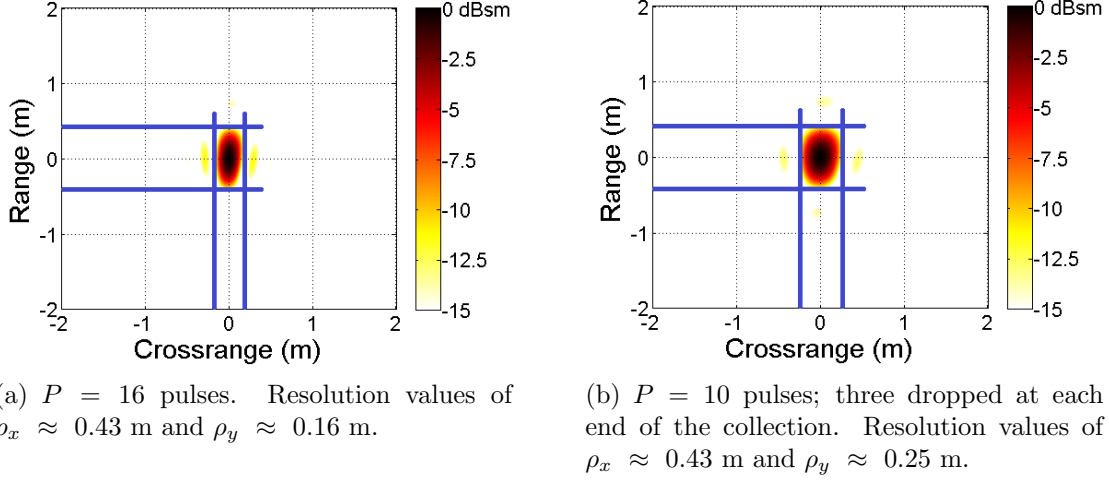 2
1
0
-1
-2
-2
-1
0
1
2
Range (m)
Crossrange (m)
0 dBsm
-2.5
-5
-7.5
-10
-12.5
-15
2
1
0
-1
-2
-2
-1
0
1
2
Range (m)
Crossrange (m)
0 dBsm
-2.5
-5
-7.5
-10
-12.5
-15
a) P = 16 pulses. Resolution values of
ρx ≈ 0.43 m and ρy ≈ 0.16 m.
(b) P = 10 pulses; three dropped at each
end of the collection. Resolution values of
ρx ≈ 0.43 m and ρy ≈ 0.25 m.